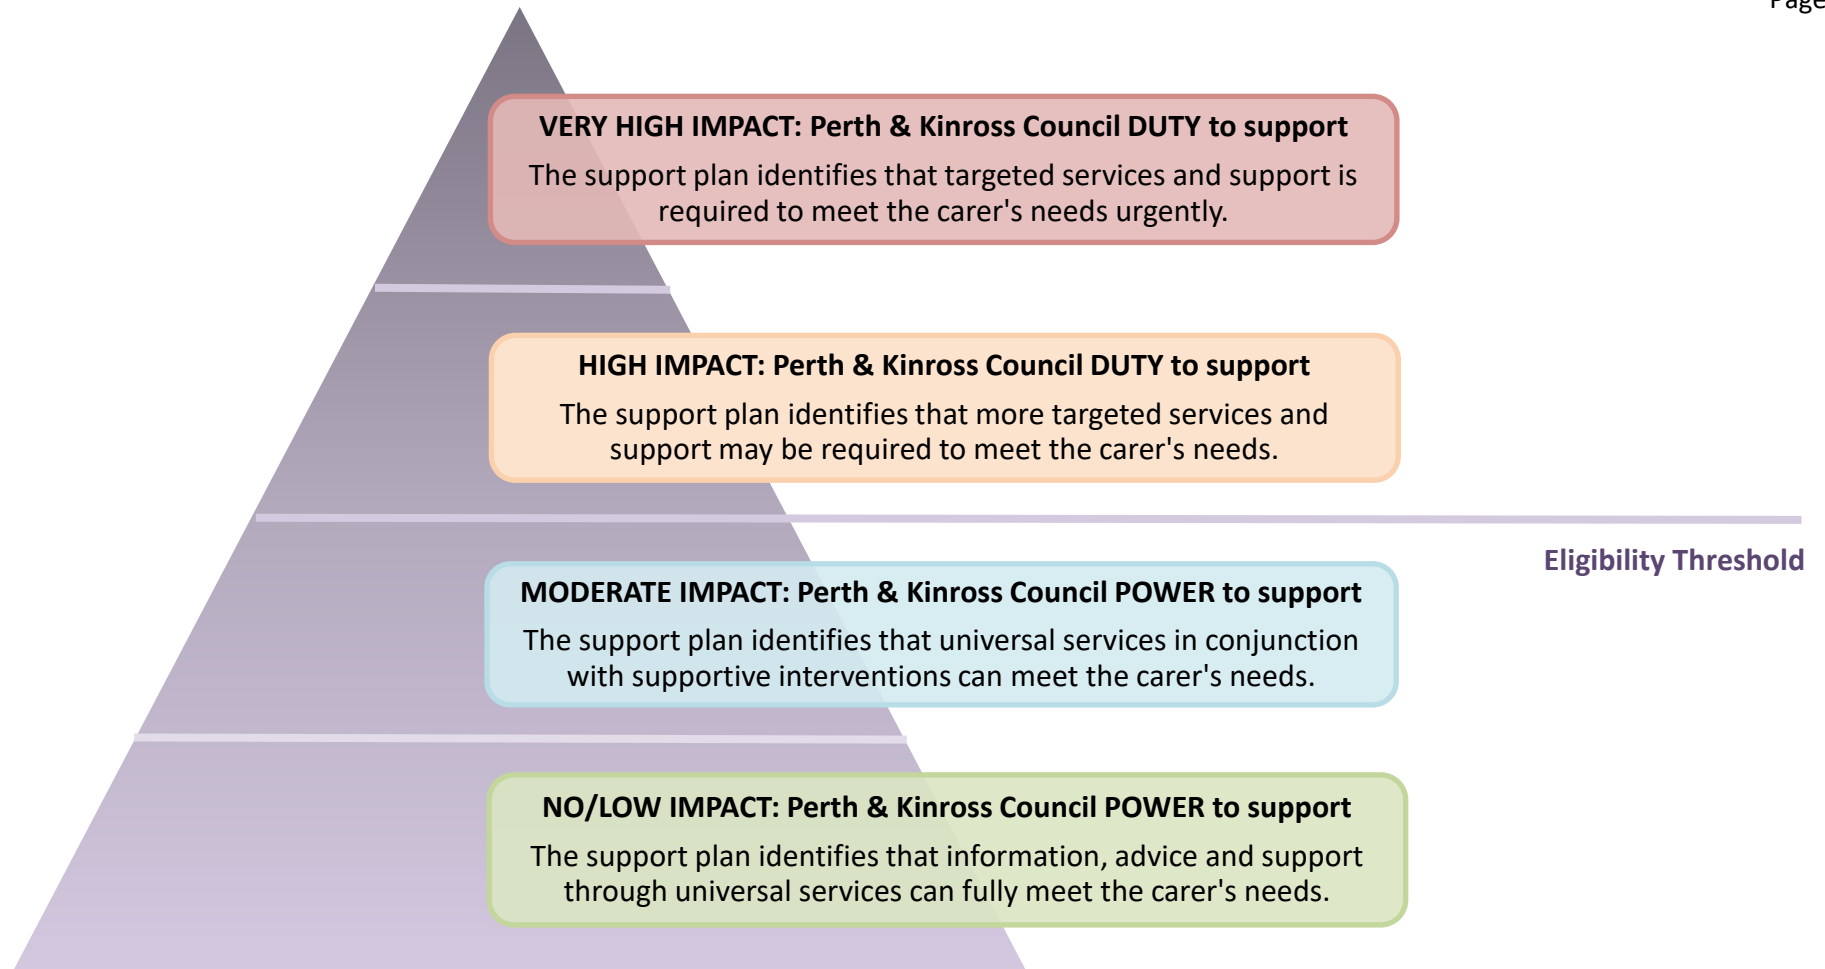 Page
VERY HIGH IMPACT: Perth & Kinross Council DUTY to support
The support plan identifies that targeted services and support is
required to meet the carer's needs urgently.
HIGH IMPACT: Perth & Kinross Council DUTY to support
The support plan identifies that more targeted services and
support may be required to meet the carer's needs.
Eligibility Threshold
MODERATE IMPACT: Perth & Kinross Council POWER to support
The support plan identifies that universal services in conjunction
with supportive interventions can meet the carer's needs.
NO/LOW IMPACT: Perth & Kinross Council POWER to support
The support plan identifies that information, advice and support
through universal services can fully meet the carer's needs.